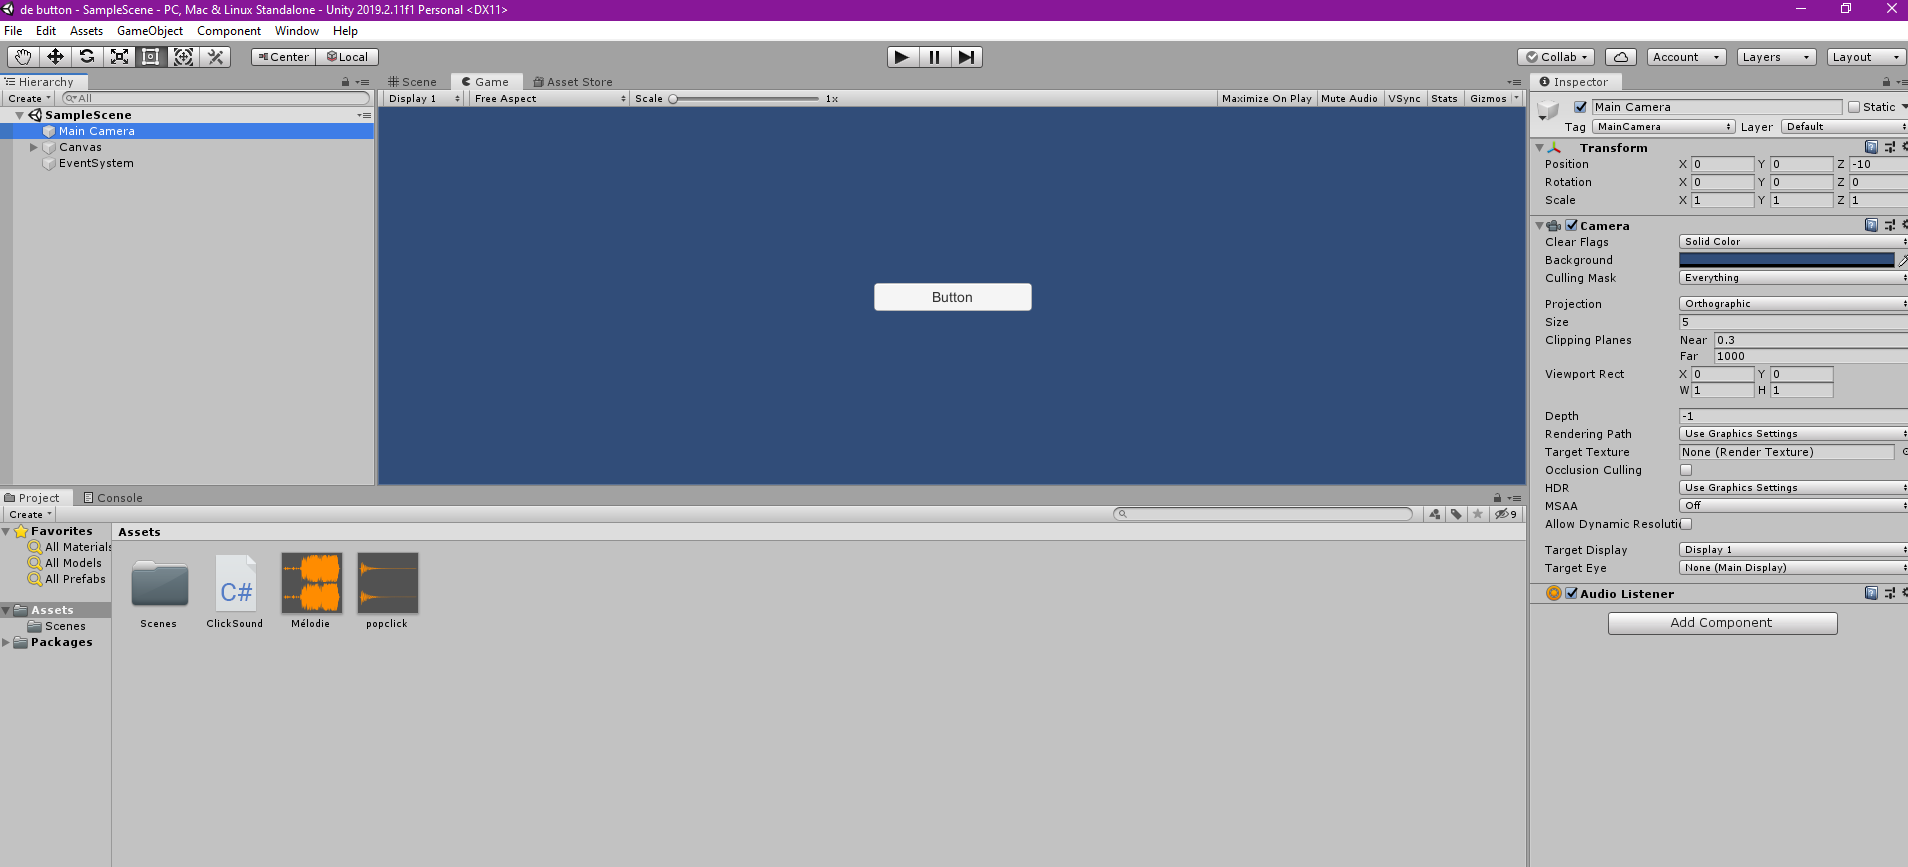 de button - SampleScene - PC, Mac & Linux Standalone - Unity 2019.2.11f1 Personal <DX11>
File Edit Assets GameObject Component Window Help
Center Local Collab Account Layers Layout
Hierarchy
Create All
SampleScene
Main Camera
Canvas
EventSystem
Scene Game Asset Store
Display 1 Free Aspect Scale 1x Maximize On Play Mute Audio VSync Stats Gizmos
Button
Inspector
Main Camera Static
Tag MainCamera Layer Default
Transform
Position X 0 Y 0 Z -10
Rotation X 0 Y 0 Z 0
Scale X 1 Y 1 Z 1
Camera
Clear Flags Solid Color
Background
Culling Mask Everything
Projection Orthographic
Size 5
Clipping Planes Near 0.3
Far 1000
Viewport Rect X 0 Y 0
W 1 H 1
Depth -1
Rendering Path Use Graphics Settings
Target Texture None (Render Texture)
Occlusion Culling
HDR Use Graphics Settings
MSAA Off
Allow Dynamic Resoluti
Target Display Display 1
Target Eye None (Main Display)
Audio Listener
Add Component
Project Console
Create 9
Favorites
All Materials
All Models
All Prefabs
Assets
Scenes
Packages
Assets
C#
Scenes ClickSound Mélodie popclick